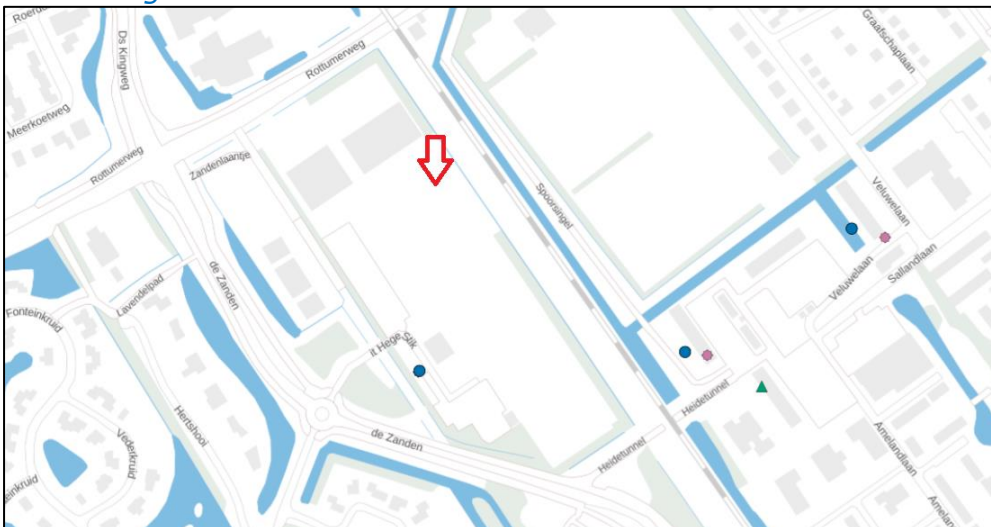 Graafschaplaan
Ds Kingweg
Rottumerweg
Meerkoetweg
Rottumerweg
Zandenlaantje
Spoorsingel
Veluwelaan
Sallandlaan
de Zanden
Lavendelpad
Veluwelaan
Fonteinkruid
it Hege Stik
Heidetunnel
Hertshooi
de Zanden
Vederkruid
Heidetunnel
Amelandlaan